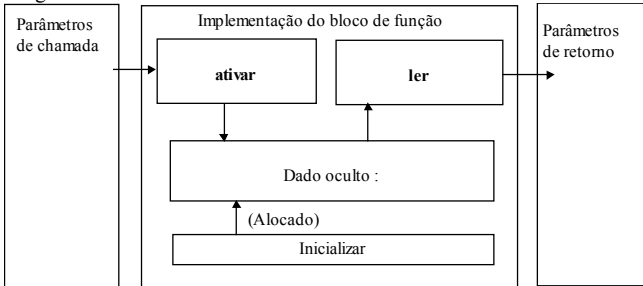 Parâmetros
de chamada
Implementação do bloco de função
Parâmetros
de retorno
ativar
ler
Dado oculto :
(Alocado)
Inicializar